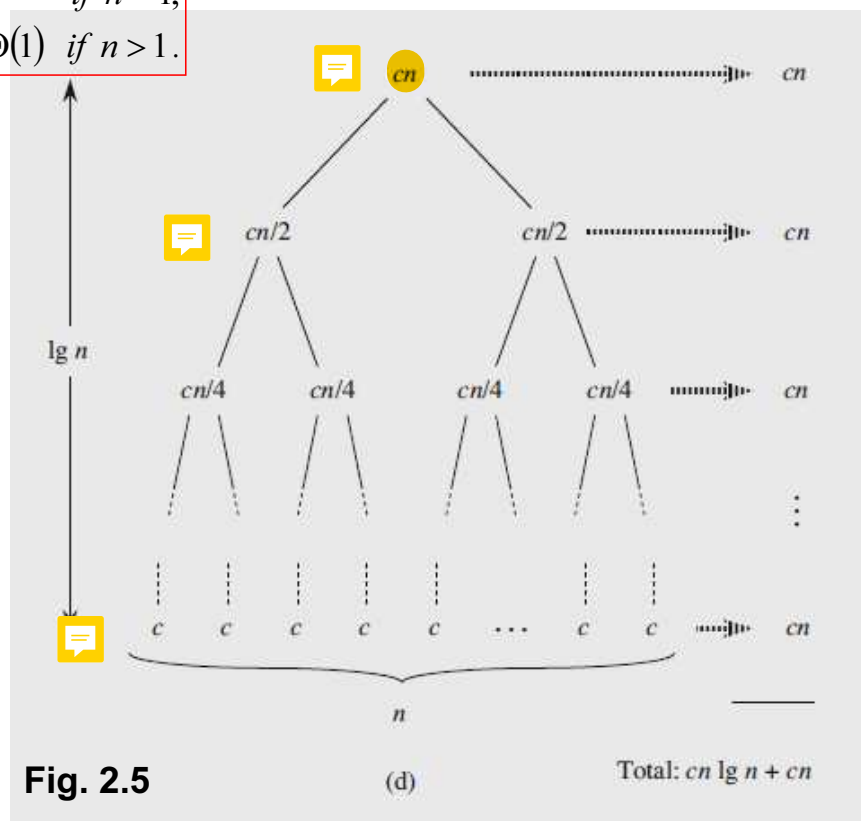 if n
(1) if n > 1.
cn cn
cn/2 cn/2 cn
lg n
cn/4 cn/4 cn/4 cn/4 cn
⋮
c c c c c ... c c cn
n
Fig. 2.5 (d) Total: cn lg n + cn